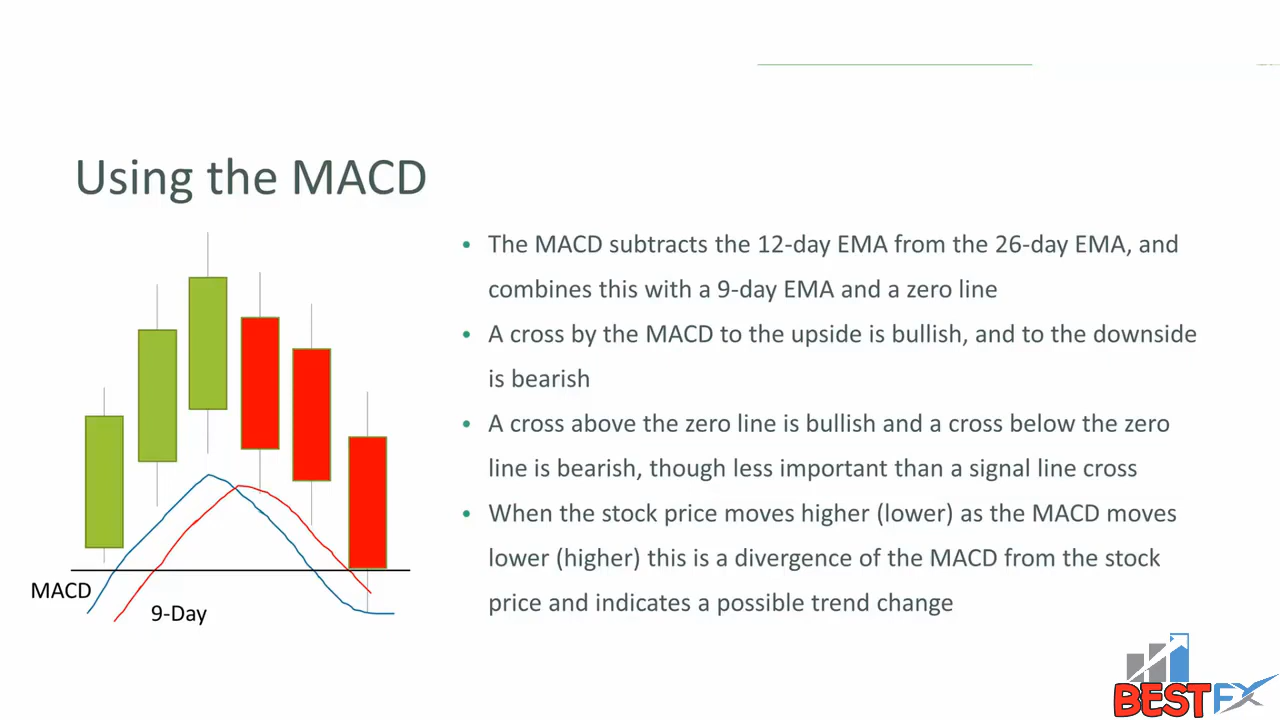 Using the MACD
• The MACD subtracts the 12-day EMA from the 26-day EMA, and
combines this with a 9-day EMA and a zero line
• A cross by the MACD to the upside is bullish, and to the downside
is bearish
• A cross above the zero line is bullish and a cross below the zero
line is bearish, though less important than a signal line cross
• When the stock price moves higher (lower) as the MACD moves
lower (higher) this is a divergence of the MACD from the stock
price and indicates a possible trend change
MACD
9-Day
BESTFX